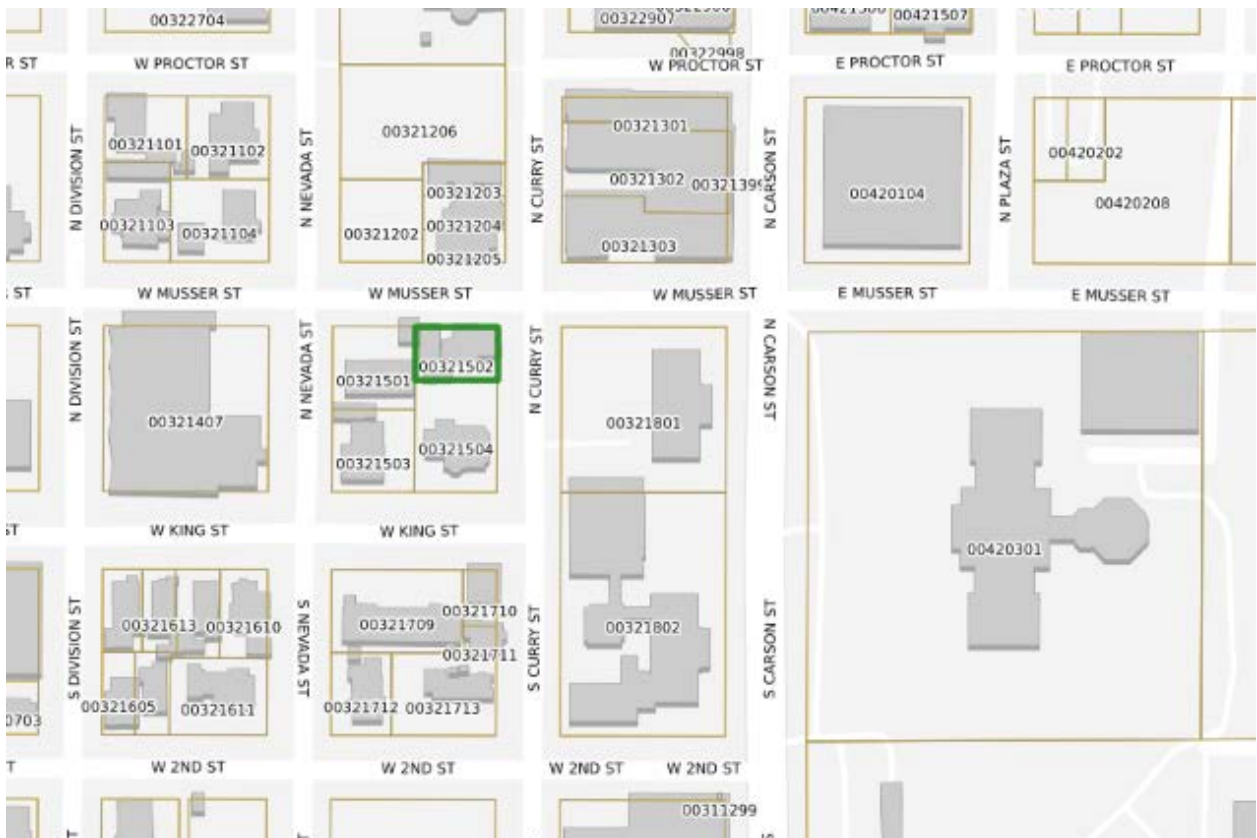 00322704
00322907
00322998
00421507
R ST
W PROCTOR ST
W PROCTOR ST
E PROCTOR ST
E PROCTOR ST
N DIVISION ST
00321101
00321102
00321103
00321104
N NEVADA ST
00321206
00321203
00321202
00321204
00321205
N CURRY ST
00321301
00321302
00321399
00321303
N CARSON ST
00420104
N PLAZA ST
00420202
00420208
ST
W MUSSER ST
W MUSSER ST
W MUSSER ST
E MUSSER ST
E MUSSER ST
N DIVISION ST
00321407
N NEVADA ST
00321501
00321502
00321503
00321504
N CURRY ST
00321801
N CARSON ST
00420301
ST
W KING ST
W KING ST
S DIVISION ST
00321613
00321610
00321605
00321611
S NEVADA ST
00321709
00321710
00321711
00321712
00321713
S CURRY ST
00321802
S CARSON ST
0703
T
W 2ND ST
W 2ND ST
W 2ND ST
W 2ND ST
00311299